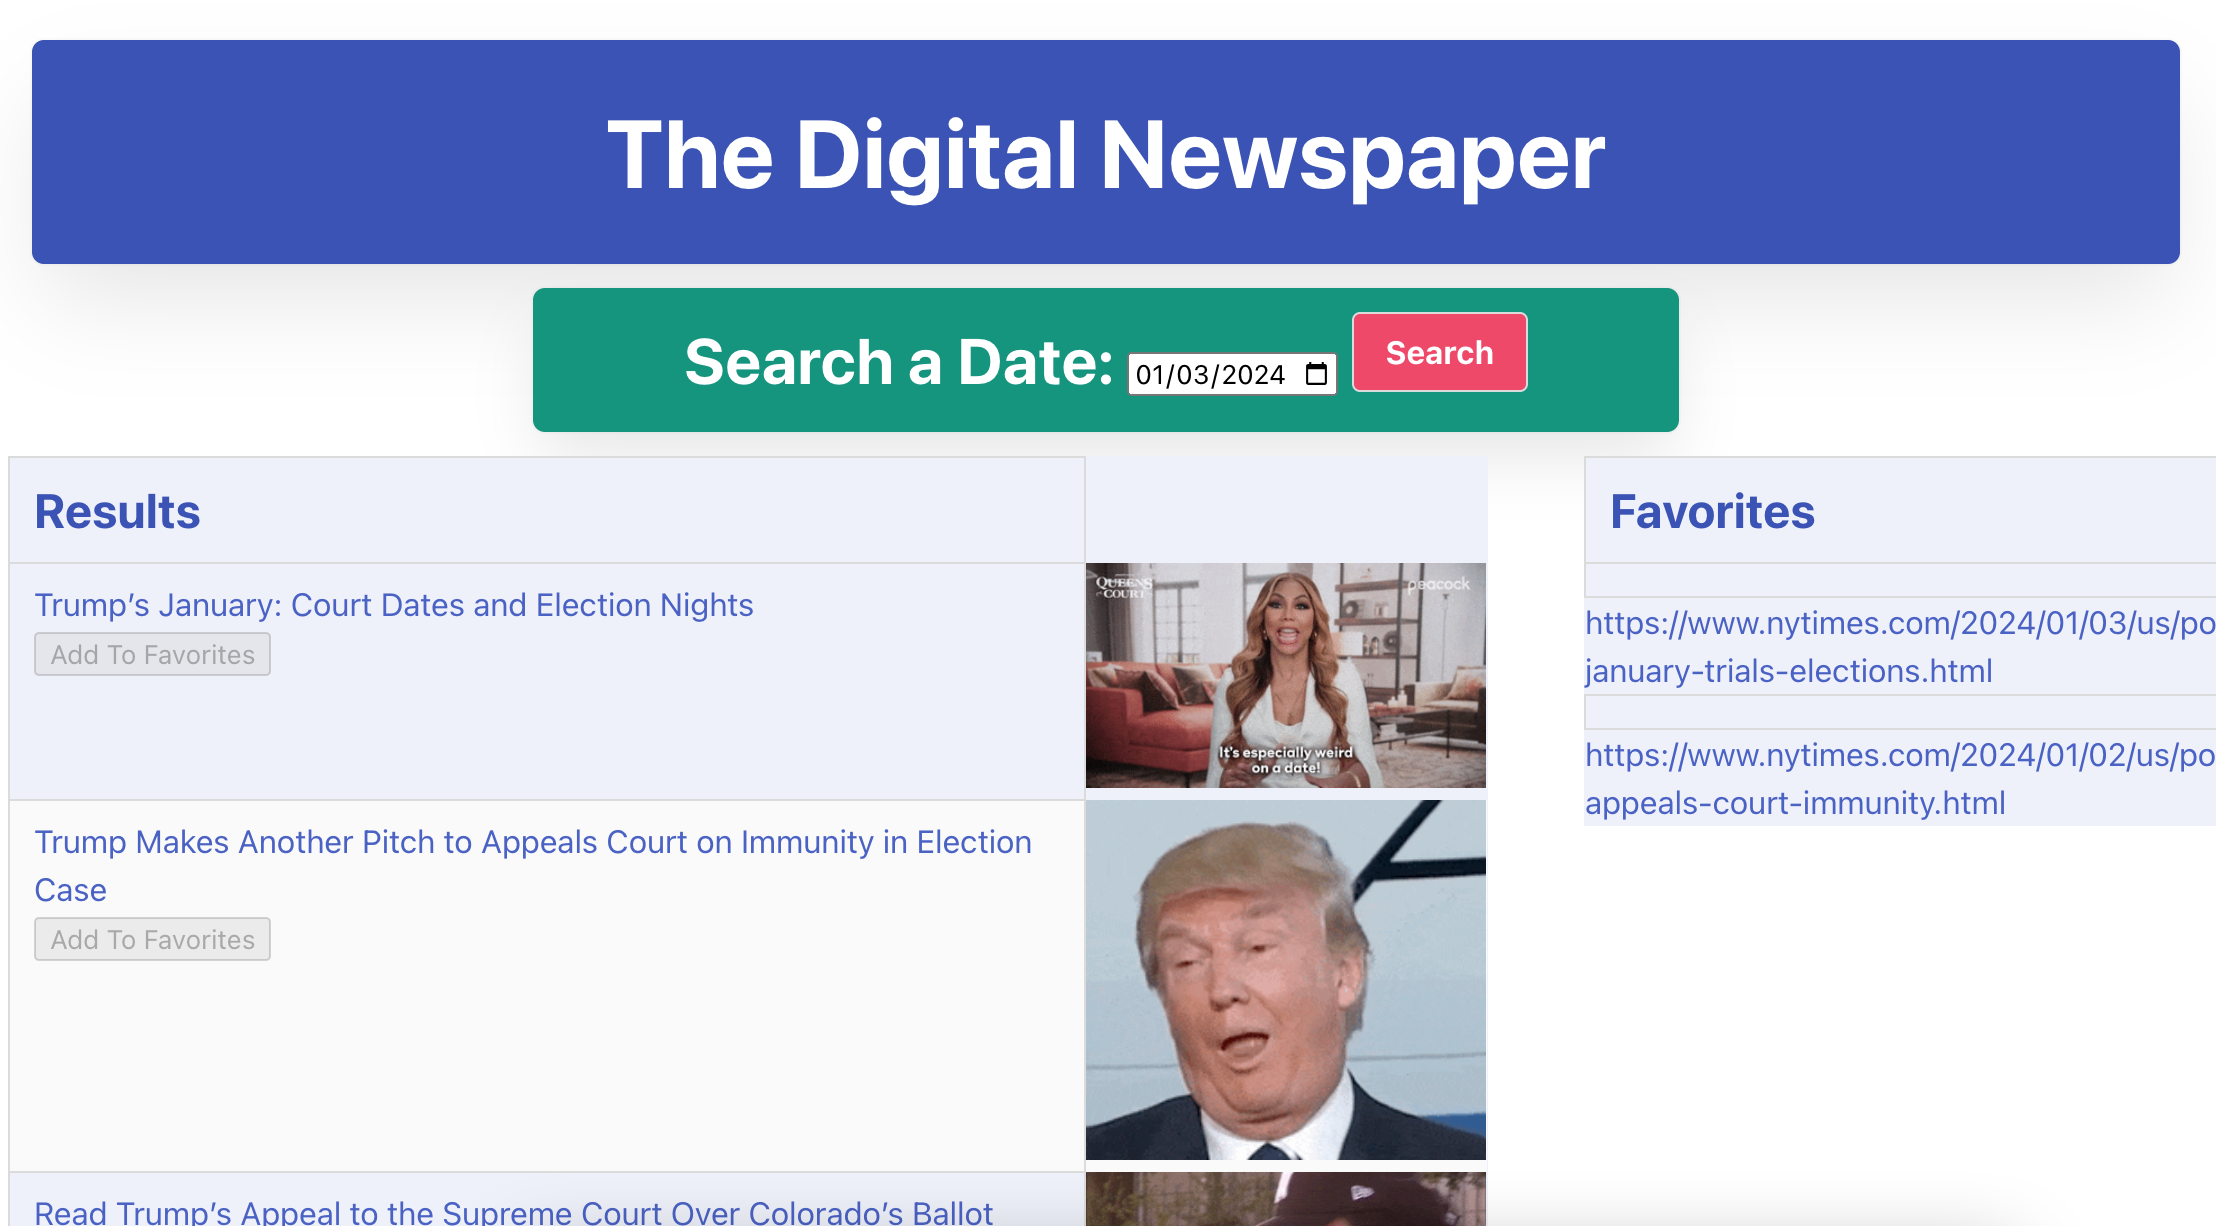 The Digital Newspaper
Search a Date:
01/03/2024
Search
Results
Favorites
Trump’s January: Court Dates and Election Nights
Add To Favorites
QUEENS
COURT
peacock
It's especially weird
on a date!
Trump Makes Another Pitch to Appeals Court on Immunity in Election
Case
Add To Favorites
Read Trump’s Appeal to the Supreme Court Over Colorado’s Ballot
https://www.nytimes.com/2024/01/03/us/po
january-trials-elections.html
https://www.nytimes.com/2024/01/02/us/po
appeals-court-immunity.html